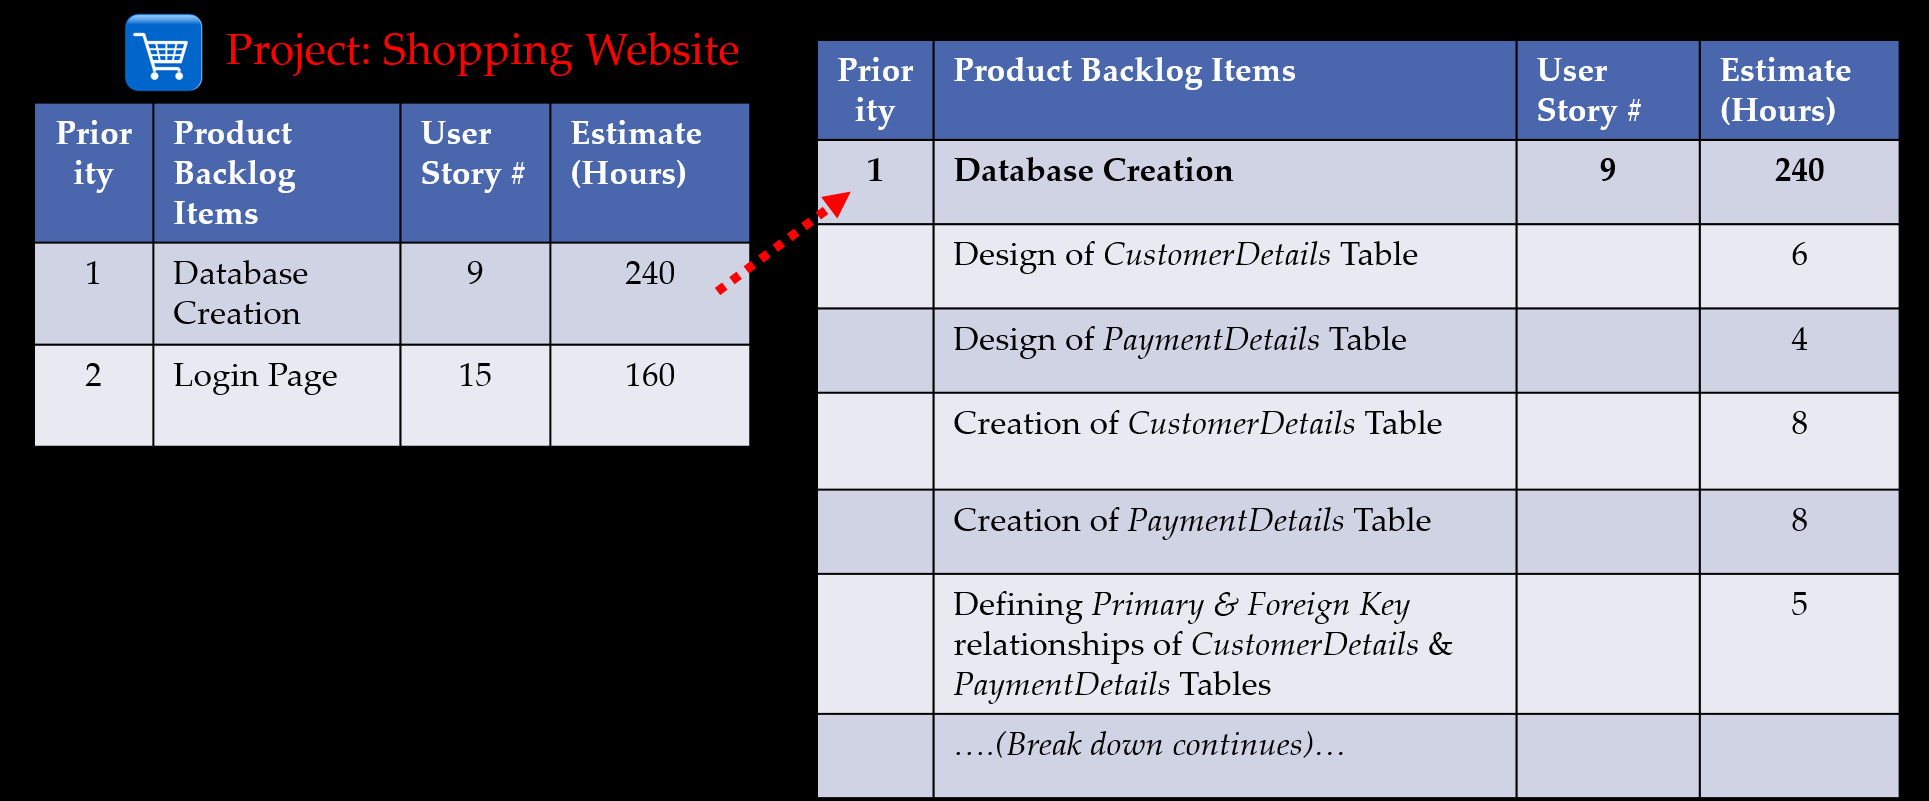 Project: Shopping Website
Prior
ity
Product
Backlog
Items
User
Story #
Estimate
(Hours)
1
Database
Creation
9
240
2
Login Page
15
160
Prior
ity
Product Backlog Items
User
Story #
Estimate
(Hours)
1
Database Creation
9
240
Design of CustomerDetails Table
6
Design of PaymentDetails Table
4
Creation of CustomerDetails Table
8
Creation of PaymentDetails Table
8
Defining Primary & Foreign Key
relationships of CustomerDetails &
PaymentDetails Tables
5
….(Break down continues)…